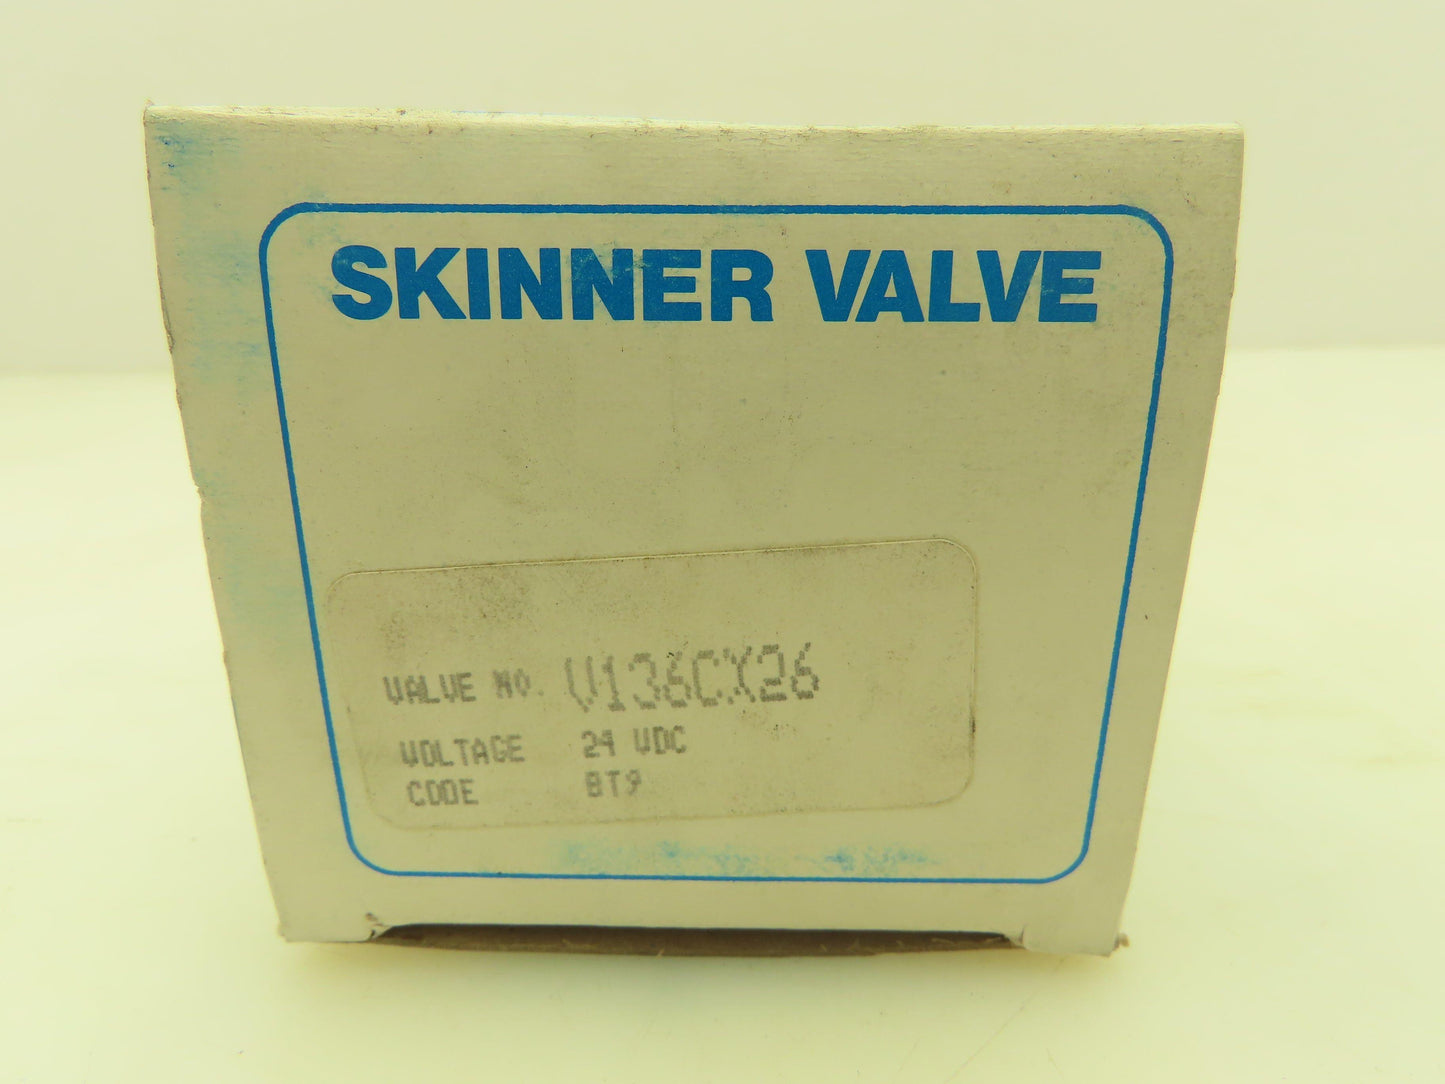 SKINNER VALVE
VALVE NO. V136CX26
VOLTAGE 24 VDC
CODE BT9